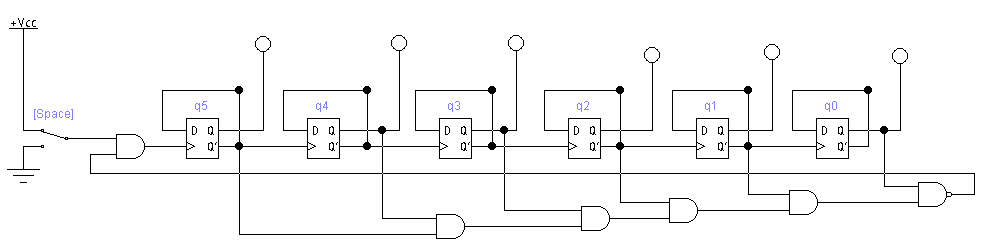 +Vcc
[Space]
q5 q4 q3 q2 q1 q0
D Q D Q D Q D Q D Q D Q
Q' Q' Q' Q' Q' Q'